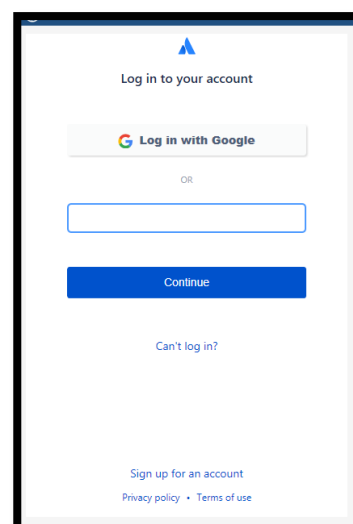 Log in to your account
Log in with Google
OR
Continue
Can't log in?
Sign up for an account
Privacy policy • Terms of use